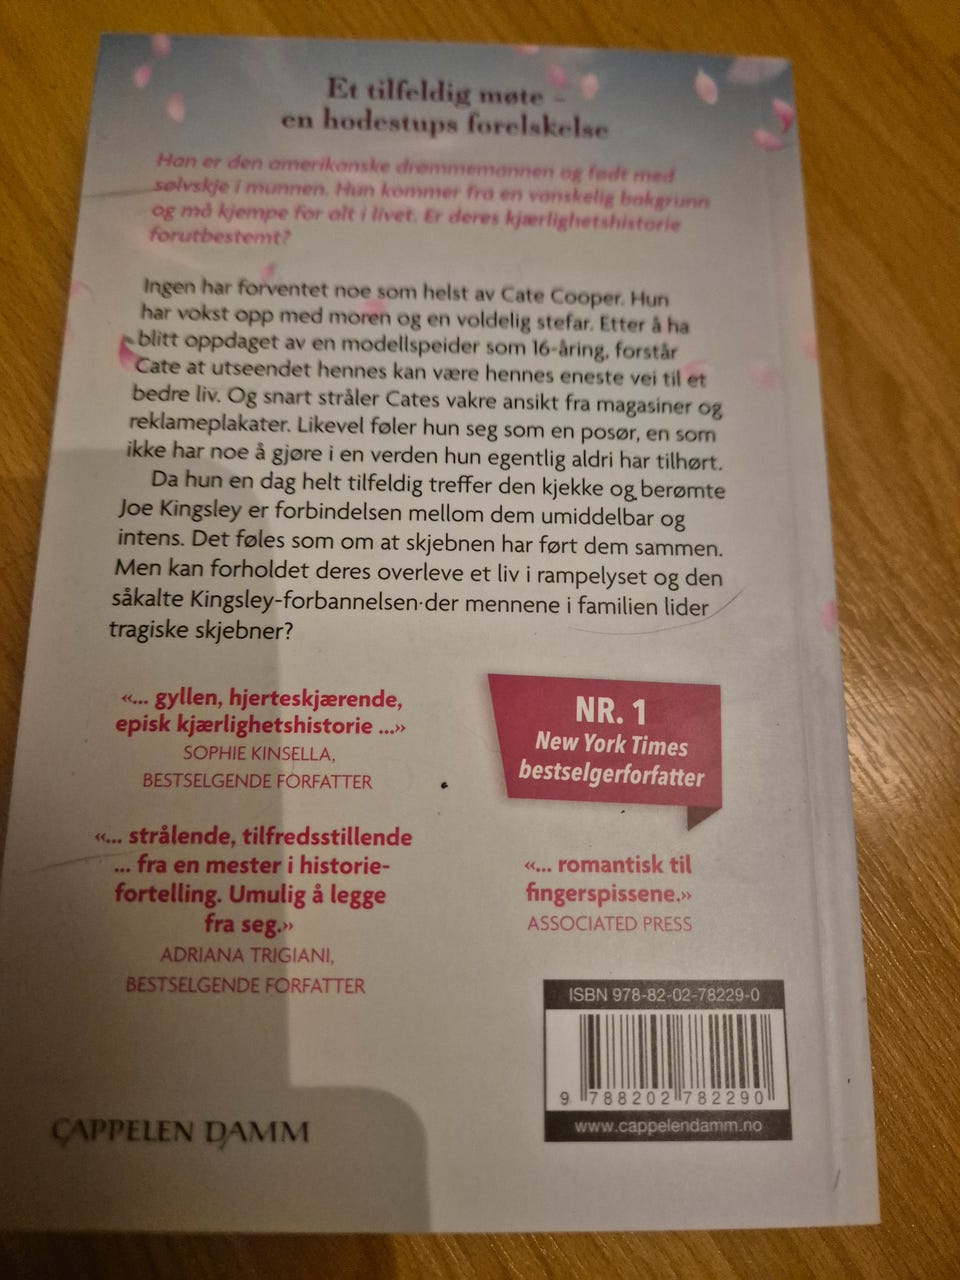 Et tilfeldig møte –
en hodestups forelskelse
Han er den amerikanske drømmemannen og født med
sølvskje i munnen. Hun kommer fra en vanskelig bakgrunn
og må kjempe for alt i livet. Er deres kjærlighetshistorie
forutbestemt?
Ingen har forventet noe som helst av Cate Cooper. Hun
har vokst opp med moren og en voldelig stefar. Etter å ha
blitt oppdaget av en modellspeider som 16-åring, forstår
Cate at utseendet hennes kan være hennes eneste vei til et
bedre liv. Og snart stråler Cates vakre ansikt fra magasiner og
reklameplakater. Likevel føler hun seg som en posør, en som
ikke har noe å gjøre i en verden hun egentlig aldri har tilhørt.
Da hun en dag helt tilfeldig treffer den kjekke og berømte
Joe Kingsley er forbindelsen mellom dem umiddelbar og
intens. Det føles som om at skjebnen har ført dem sammen.
Men kan forholdet deres overleve et liv i rampelyset og den
såkalte Kingsley-forbannelsen der mennene i familien lider
tragiske skjebner?
«... gyllen, hjerteskjærende,
episk kjærlighetshistorie ...»
SOPHIE KINSELLA,
BESTSELGENDE FORFATTER
«... strålende, tilfredsstillende
... fra en mester i historie-
fortelling. Umulig å legge
fra seg.»
ADRIANA TRIGIANI,
BESTSELGENDE FORFATTER
NR. 1
New York Times
bestselgerforfatter
«... romantisk til
fingerspissene.»
ASSOCIATED PRESS
ISBN 978-82-02-78229-0
9 788202 782290
www.cappelendamm.no
CAPPELEN DAMM